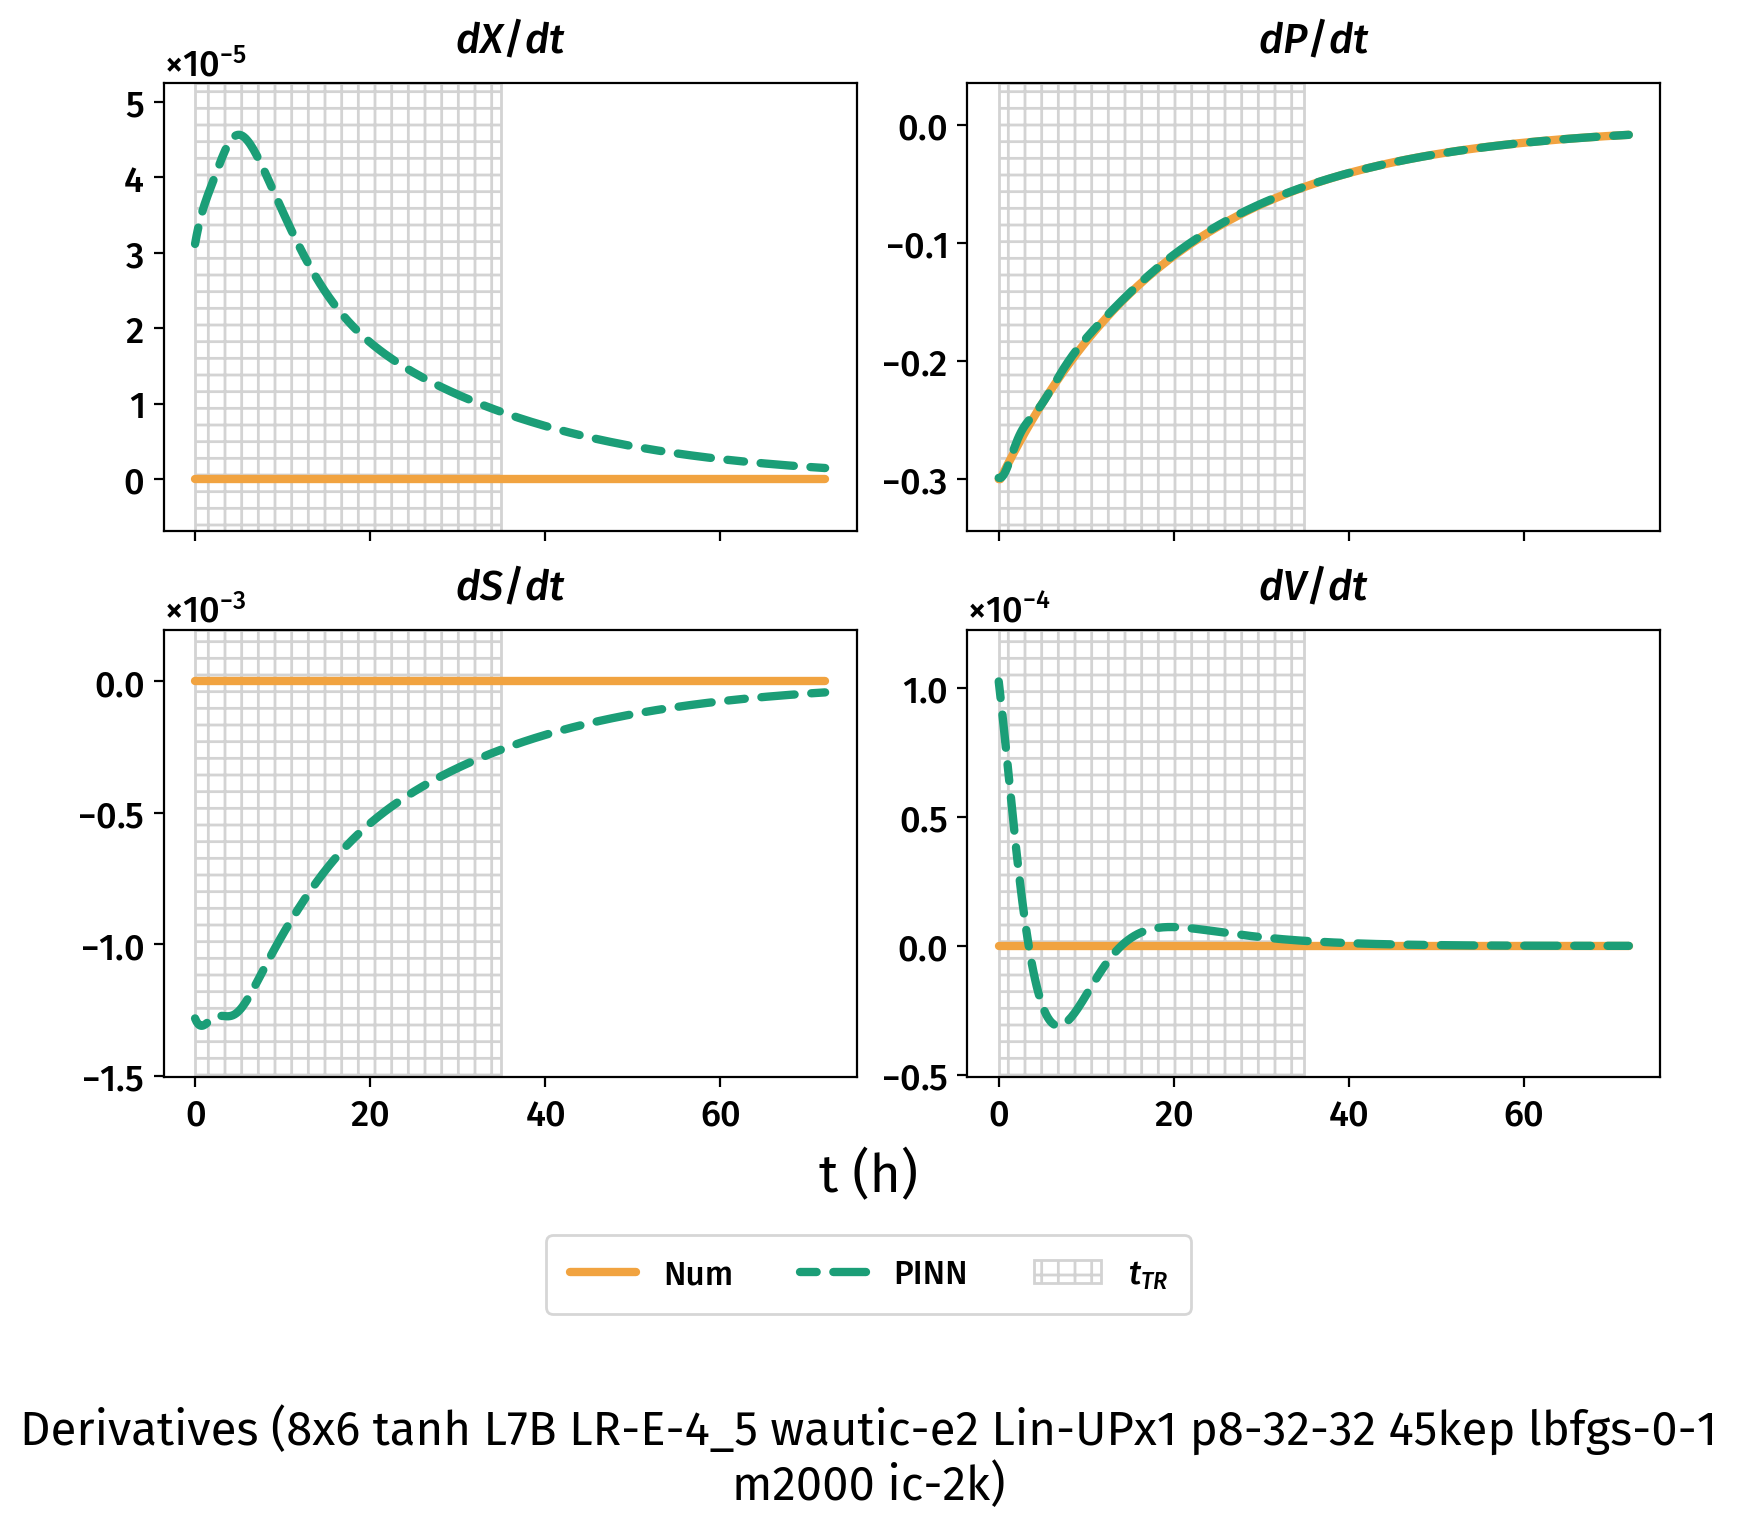 dX/dt
×10⁻⁵
5
4
3
2
1
0
dP/dt
0.0
−0.1
−0.2
−0.3
dS/dt
×10⁻³
0.0
−0.5
−1.0
−1.5
0 20 40 60
dV/dt
×10⁻⁴
1.0
0.5
0.0
−0.5
0 20 40 60
t (h)
Num PINN t_TR
Derivatives (8x6 tanh L7B LR-E-4_5 wautic-e2 Lin-UPx1 p8-32-32 45kep lbfgs-0-1
m2000 ic-2k)